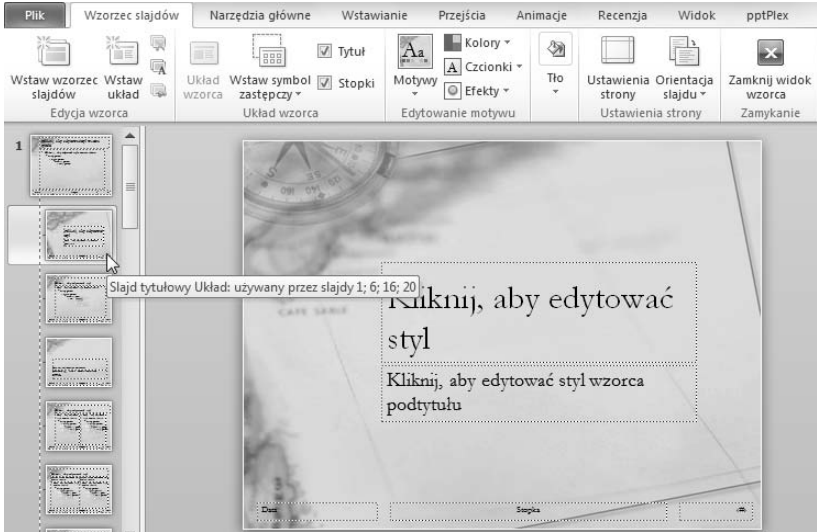 Plik Wzorzec slajdów Narzędzia główne Wstawianie Przejścia Animacje Recenzja Widok pptPlex
Wstaw wzorzec slajdów
Wstaw układ
Edycja wzorca
Układ wzorca
Wstaw symbol zastępczy
Tytuł
Stopki
Układ wzorca
Aa
Motywy
Kolory
A Czcionki
Efekty
Edytowanie motywu
Tło
Ustawienia strony
Orientacja slajdu
Ustawienia strony
Zamknij widok wzorca
Zamykanie
1
Slajd tytułowy Układ: używany przez slajdy 1; 6; 16; 20
Kliknij, aby edytować
styl
Kliknij, aby edytować styl wzorca
podtytułu
Data Stopka ‹#›